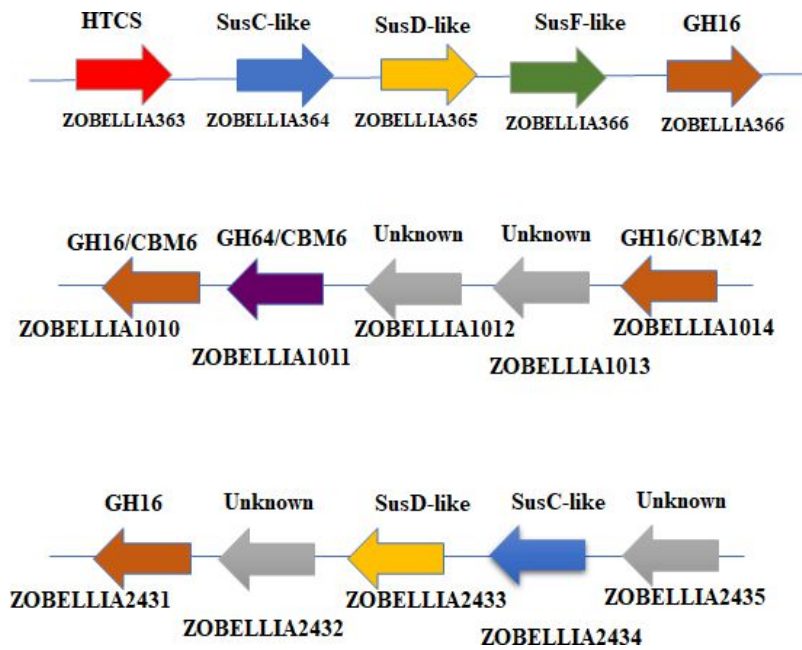 HTCS SusC-like SusD-like SusF-like GH16
ZOBELLIA363 ZOBELLIA364 ZOBELLIA365 ZOBELLIA366 ZOBELLIA366
GH16/CBM6 GH64/CBM6 Unknown Unknown GH16/CBM42
ZOBELLIA1010 ZOBELLIA1012 ZOBELLIA1014
ZOBELLIA1011 ZOBELLIA1013
GH16 Unknown SusD-like SusC-like Unknown
ZOBELLIA2431 ZOBELLIA2433 ZOBELLIA2435
ZOBELLIA2432 ZOBELLIA2434